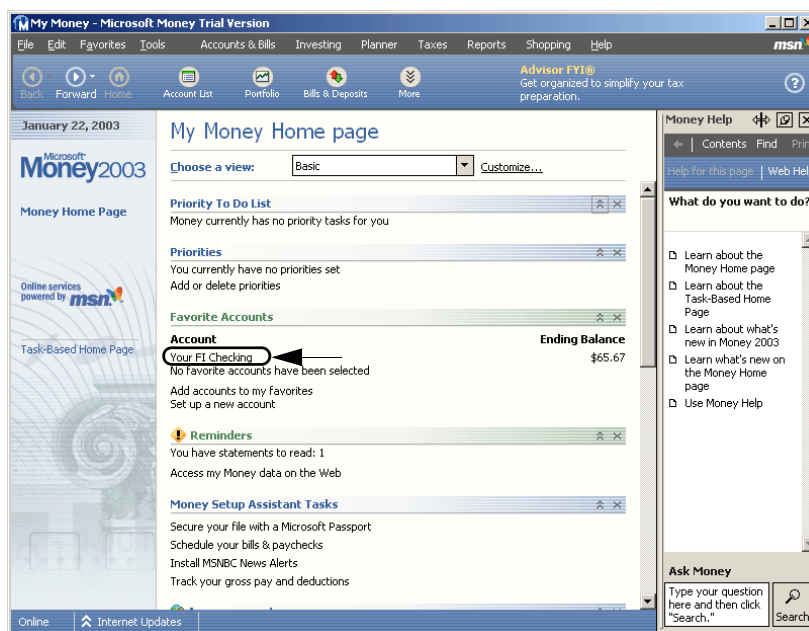 My Money - Microsoft Money Trial Version
File Edit Favorites Tools Accounts & Bills Investing Planner Taxes Reports Shopping Help
msn
Back Forward Home Account List Portfolio Bills & Deposits More
Advisor FYI®
Get organized to simplify your tax
preparation.
January 22, 2003
Microsoft
Money2003
Money Home Page
Online services
powered by msn.
Task-Based Home Page
My Money Home page
Choose a view: Basic Customize...
Priority To Do List
Money currently has no priority tasks for you
Priorities
You currently have no priorities set
Add or delete priorities
Favorite Accounts
Account Ending Balance
Your FI Checking $65.67
No favorite accounts have been selected
Add accounts to my favorites
Set up a new account
Reminders
You have statements to read: 1
Access my Money data on the Web
Money Setup Assistant Tasks
Secure your file with a Microsoft Passport
Schedule your bills & paychecks
Install MSNBC News Alerts
Track your gross pay and deductions
Money Help
Contents Find Prin
Help for this page Web Hel
What do you want to do?
Learn about the
Money Home page
Learn about the
Task-Based Home
Page
Learn about what's
new in Money 2003
Learn what's new on
the Money Home
page
Use Money Help
Ask Money
Type your question
here and then click
"Search."
Search
Online Internet Updates